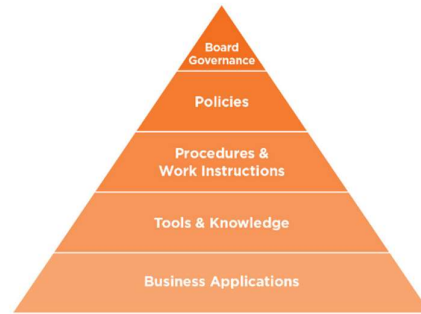 Board
Governance
Policies
Procedures &
Work Instructions
Tools & Knowledge
Business Applications